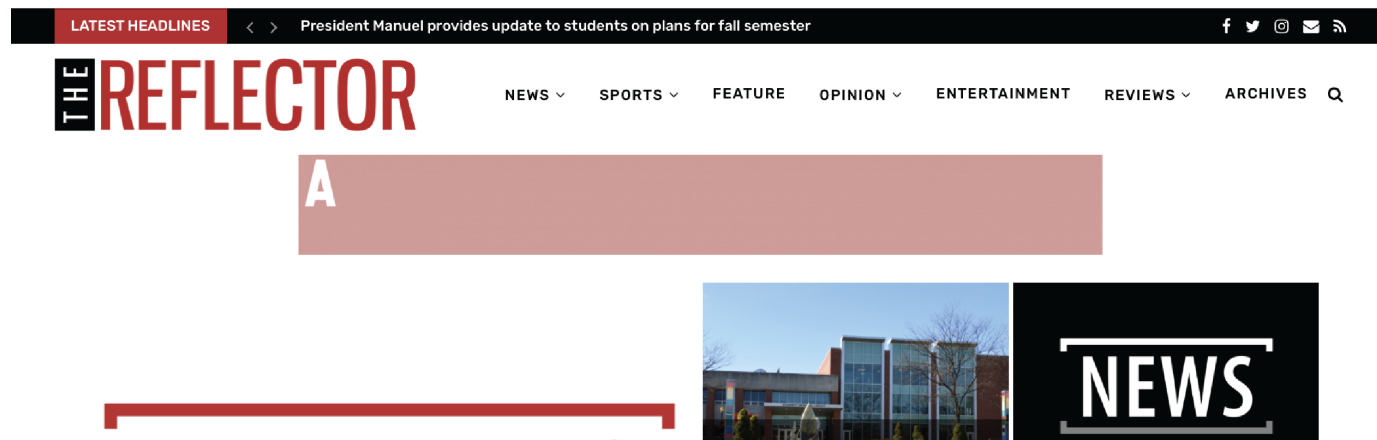 LATEST HEADLINES
President Manuel provides update to students on plans for fall semester
THE REFLECTOR
NEWS SPORTS FEATURE OPINION ENTERTAINMENT REVIEWS ARCHIVES
A
NEWS